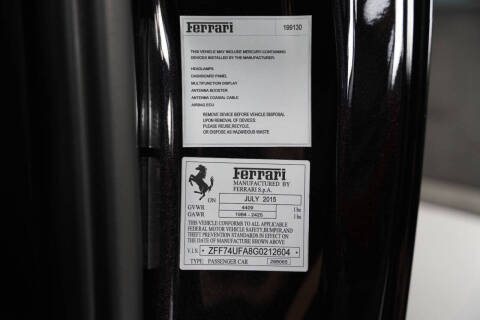 Ferrari
199130
THIS VEHICLE MAY INCLUDE MERCURY-CONTAINING
DEVICES INSTALLED BY THE MANUFACTURER:
HEADLAMPS
DASHBOARD PANEL
MULTIFUNCTION DISPLAY
ANTENNA BOOSTER
ANTENNA COAXIAL CABLE
AIRBAG ECU
REMOVE DEVICE BEFORE VEHICLE DISPOSAL
UPON REMOVAL OF DEVICES:
PLEASE REUSE, RECYCLE,
OR DISPOSE AS HAZARDOUS WASTE
Ferrari
MANUFACTURED BY
FERRARI S.p.A.
ON JULY 2015
GVWR 4409 lbs
GAWR 1984 - 2425 lbs
THIS VEHICLE CONFORMS TO ALL APPLICABLE
FEDERAL MOTOR VEHICLE SAFETY, BUMPER, AND
THEFT PREVENTION STANDARDS IN EFFECT ON
THE DATE OF MANUFACTURE SHOWN ABOVE
V.I.N. * ZFF74UFA8G0212604 *
TYPE: PASSENGER CAR